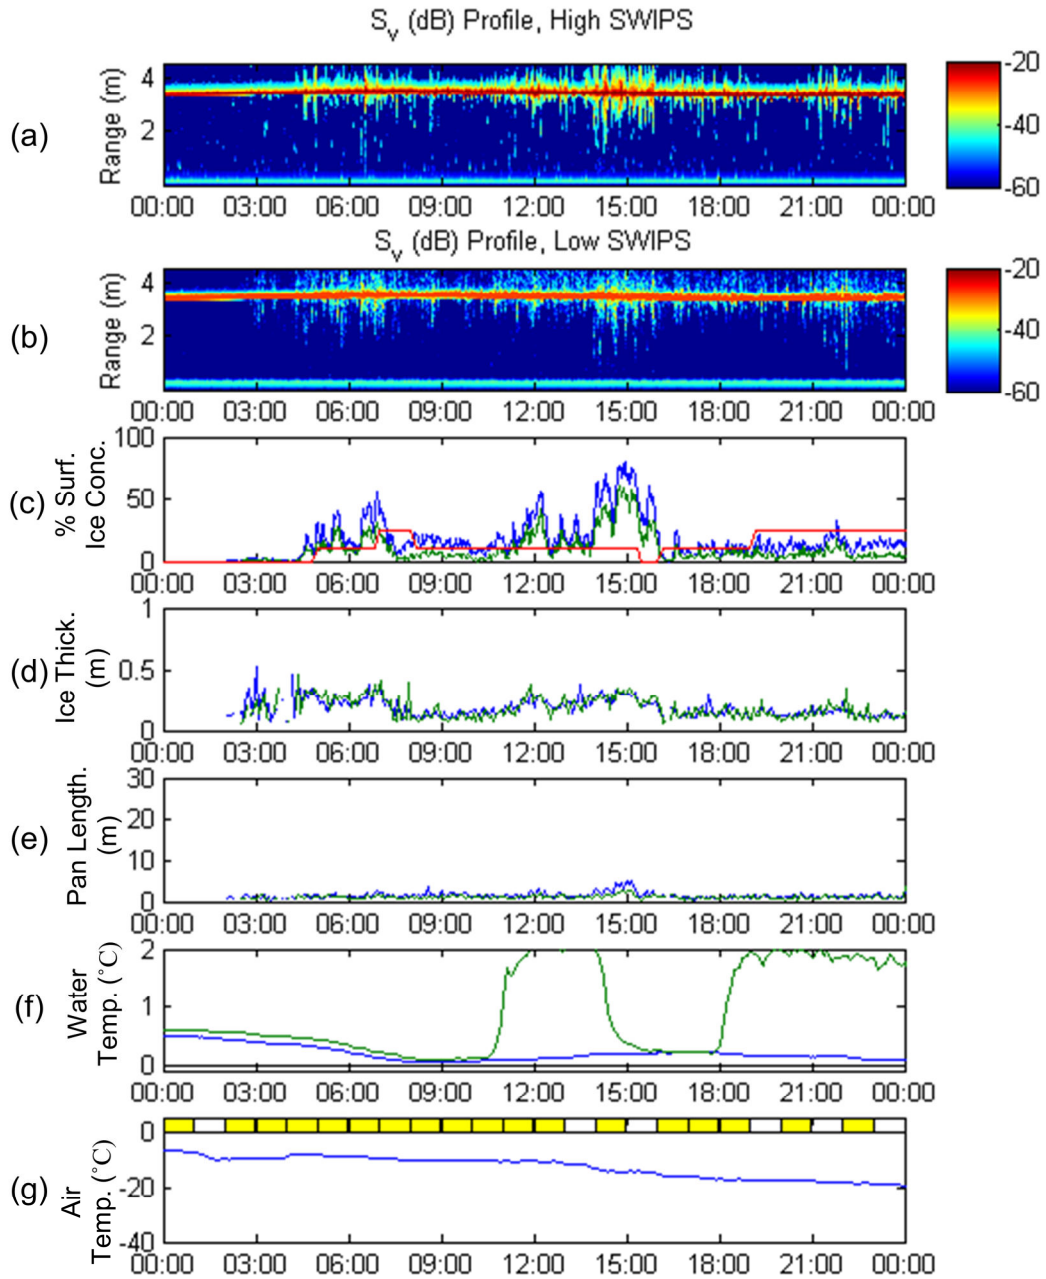 Sv (dB) Profile, High SWIPS
(a)
Range (m)
4
2
-20
-40
-60
00:00 03:00 06:00 09:00 12:00 15:00 18:00 21:00 00:00
Sv (dB) Profile, Low SWIPS
(b)
Range (m)
4
2
-20
-40
-60
00:00 03:00 06:00 09:00 12:00 15:00 18:00 21:00 00:00
(c)
% Surf.
Ice Conc.
100
50
0
00:00 03:00 06:00 09:00 12:00 15:00 18:00 21:00 00:00
(d)
Ice Thick.
(m)
1
0.5
0
00:00 03:00 06:00 09:00 12:00 15:00 18:00 21:00 00:00
(e)
Pan Length.
(m)
30
20
10
0
00:00 03:00 06:00 09:00 12:00 15:00 18:00 21:00 00:00
(f)
Water
Temp. (°C)
2
1
0
00:00 03:00 06:00 09:00 12:00 15:00 18:00 21:00 00:00
(g)
Air
Temp. (°C)
0
-20
-40
00:00 03:00 06:00 09:00 12:00 15:00 18:00 21:00 00:00